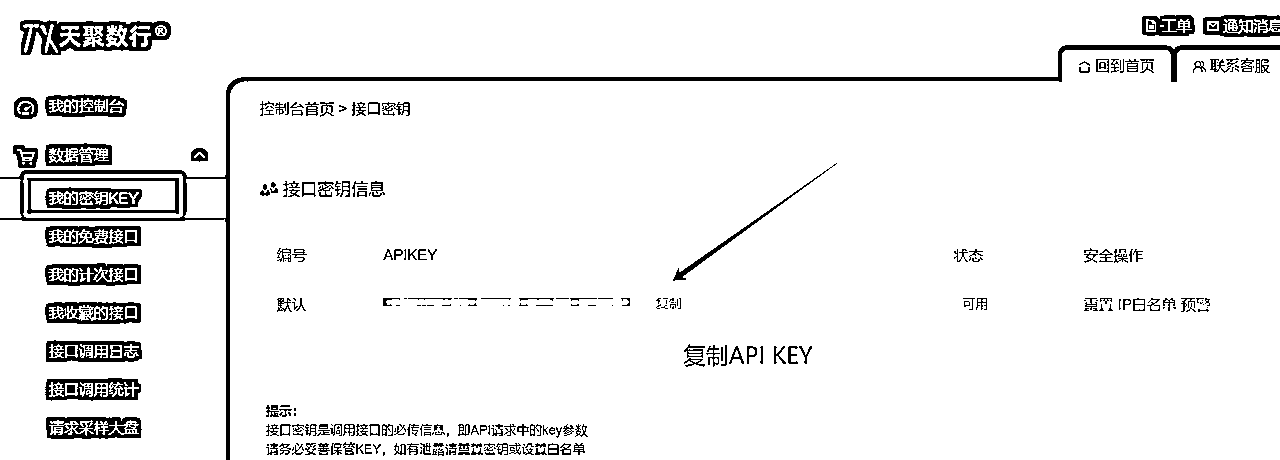 TX天聚数行®
工单 通知消息
回到首页 联系客服
我的控制台
数据管理
我的密钥KEY
我的免费接口
我的计次接口
我收藏的接口
接口调用日志
接口调用统计
请求采样大盘
控制台首页 > 接口密钥
接口密钥信息
编号 APIKEY 状态 安全操作
默认 复制 可用 重置 IP白名单 预警
复制API KEY
提示:
接口密钥是调用接口的必传信息，即API请求中的key参数
请务必妥善保管KEY，如有泄露请重置密钥或设置白名单